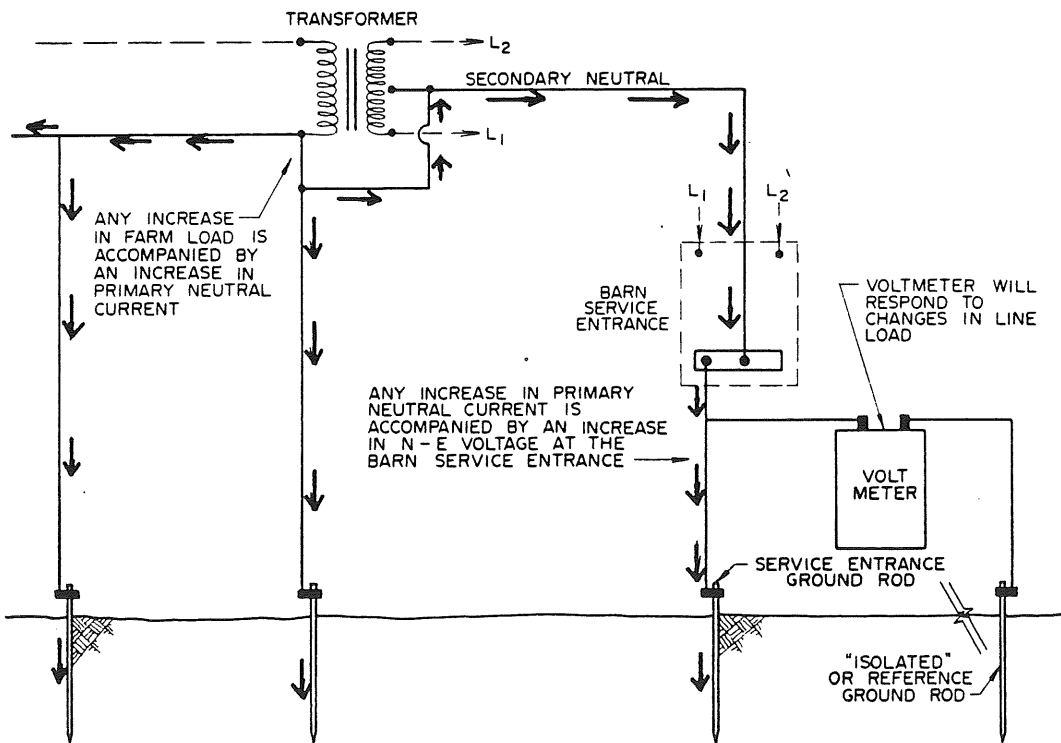 TRANSFORMER
L2
SECONDARY NEUTRAL
L1
ANY INCREASE
IN FARM LOAD IS
ACCOMPANIED BY
AN INCREASE IN
PRIMARY NEUTRAL
CURRENT
L1
L2
BARN
SERVICE
ENTRANCE
VOLTMETER WILL
RESPOND TO
CHANGES IN LINE
LOAD
ANY INCREASE IN PRIMARY
NEUTRAL CURRENT IS
ACCOMPANIED BY AN INCREASE
IN N-E VOLTAGE AT THE
BARN SERVICE ENTRANCE
VOLT
METER
SERVICE ENTRANCE
GROUND ROD
"ISOLATED"
OR REFERENCE
GROUND ROD